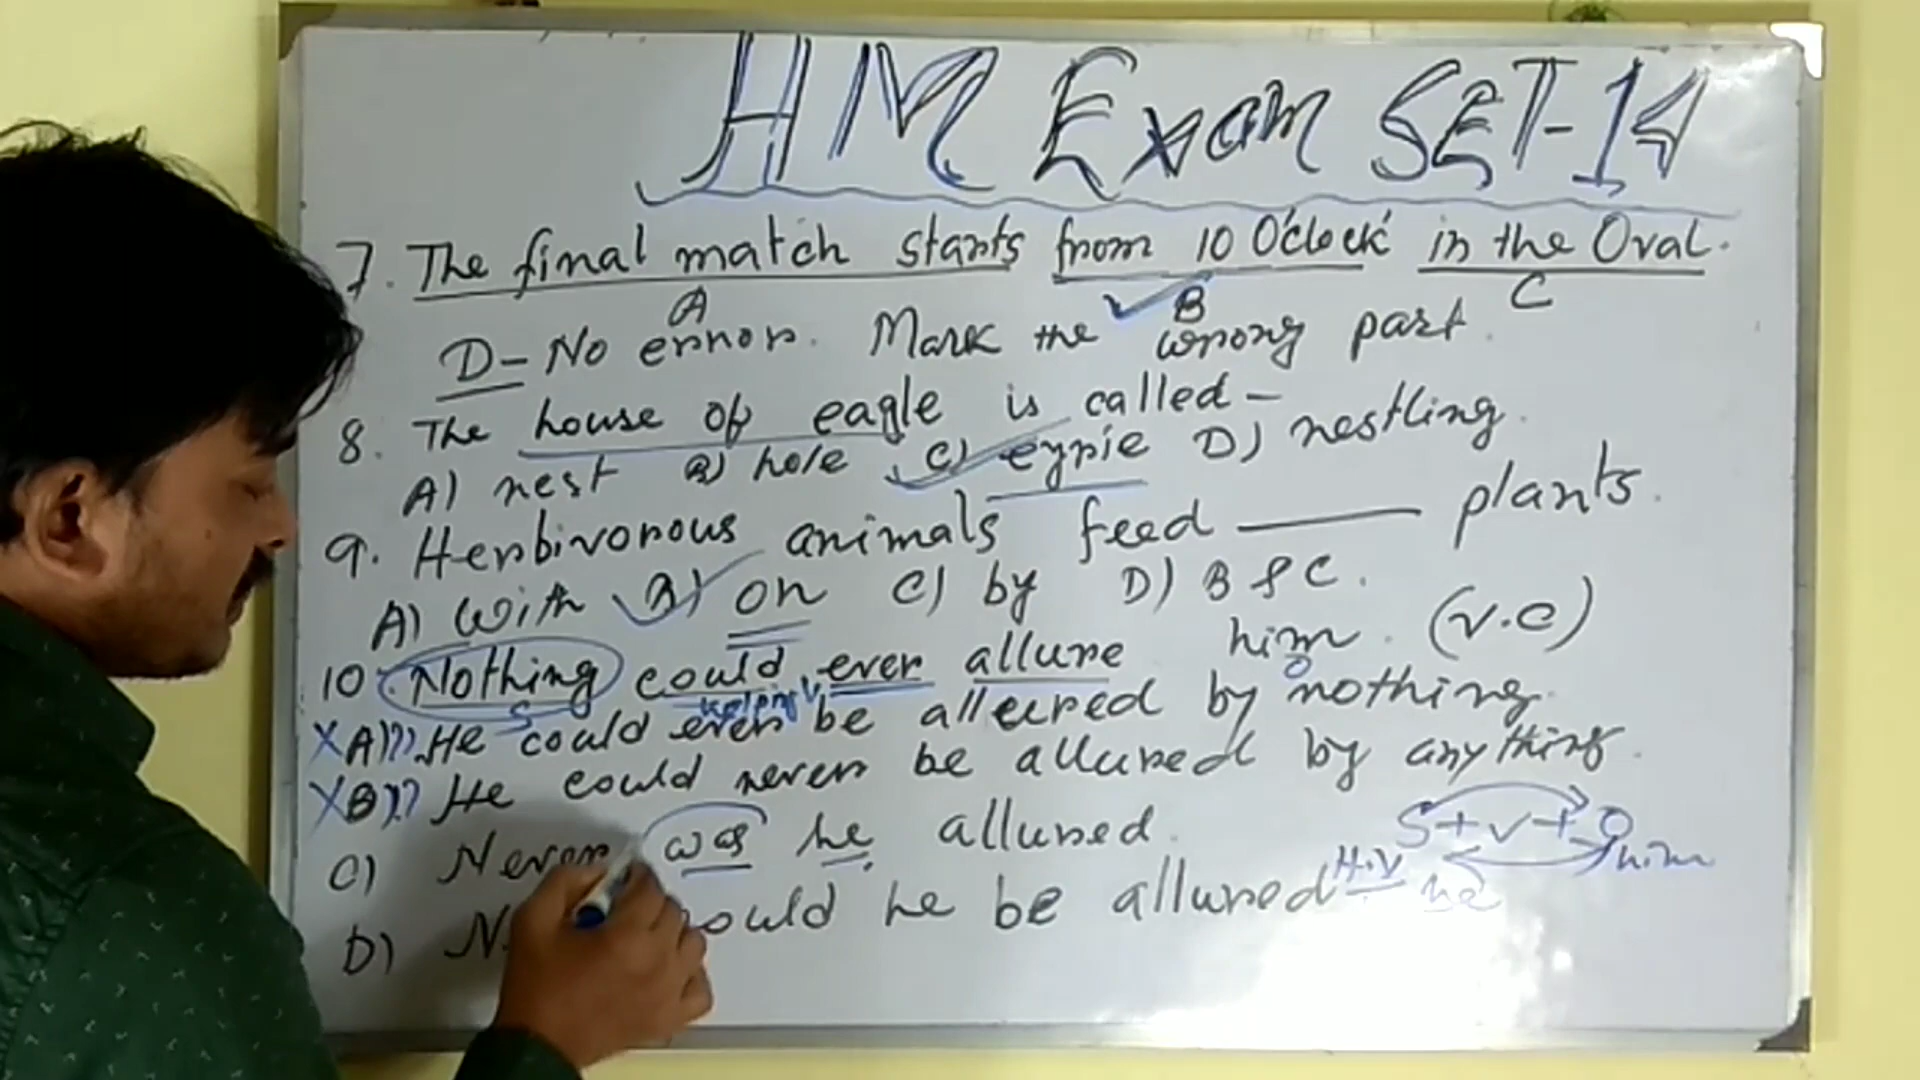 HM Exam SET-14
7. The final match starts from 10 O'clock in the Oval.
A B C
D- No error. Mark the wrong part.
8. The house of eagle is called -
A) nest B) hole C) eyrie D) nestling.
9. Herbivorous animals feed ______ plants.
A) With B) on C) by D) B & C.
10. Nothing could ever allure him. (V.C)
S V O
X A)?? He could ever be allured by nothing.
X B)?? He could never be allured by anything.
C) Never was he allured.
S+V+O
him
H.V he
D) he be allured